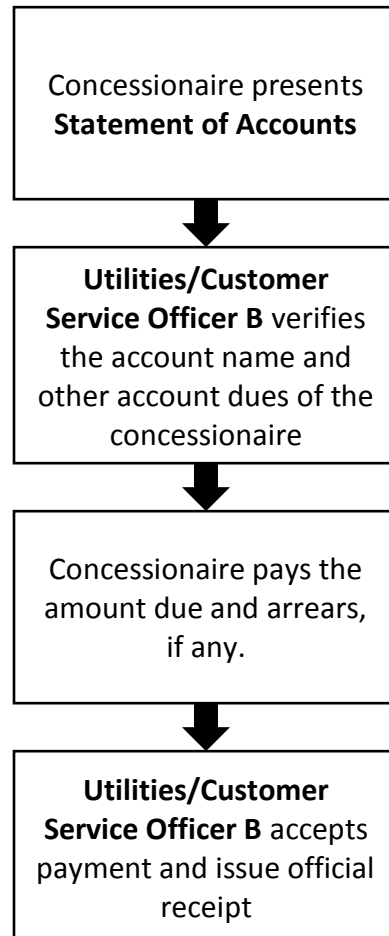 Concessionaire presents
Statement of Accounts
Utilities/Customer
Service Officer B verifies
the account name and
other account dues of the
concessionaire
Concessionaire pays the
amount due and arrears,
if any.
Utilities/Customer
Service Officer B accepts
payment and issue official
receipt